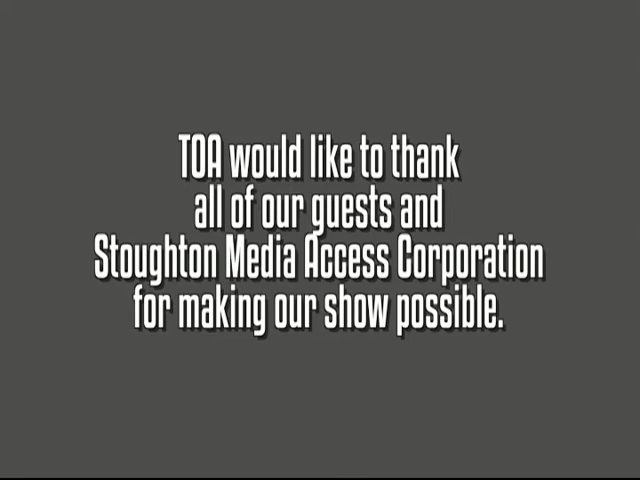 TOA would like to thank
all of our guests and
Stoughton Media Access Corporation
for making our show possible.